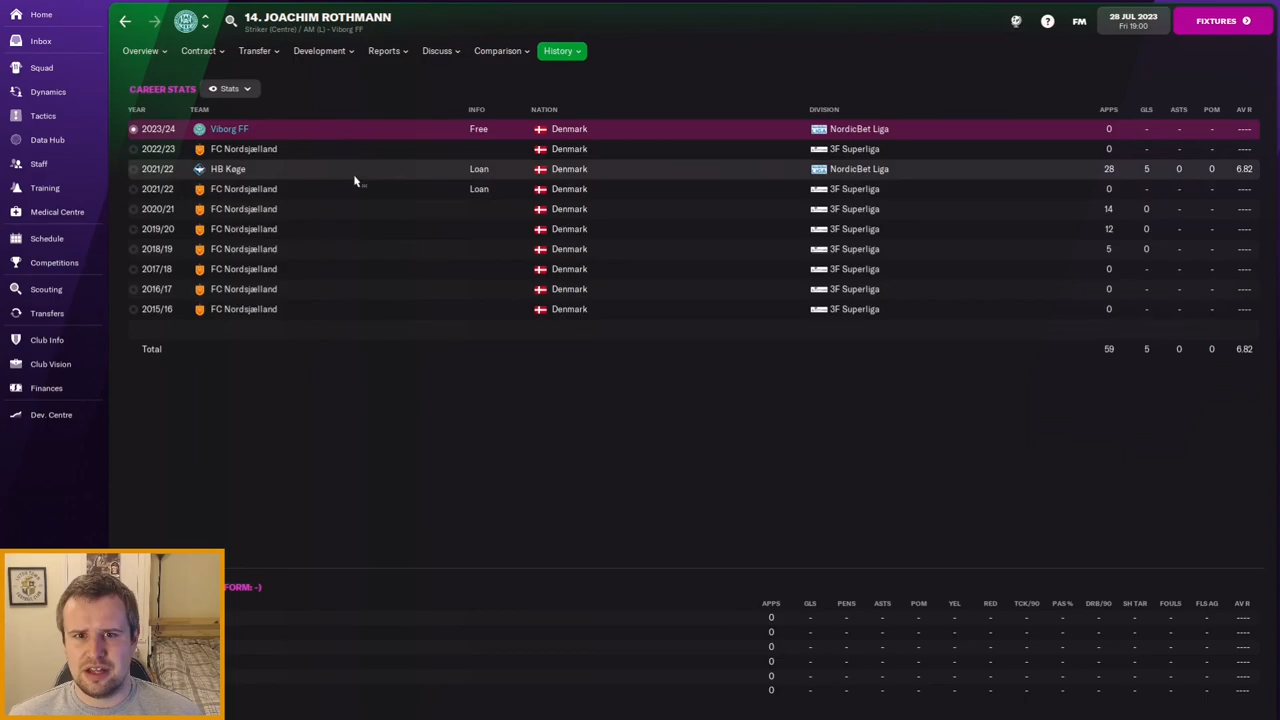 Home
Inbox
Squad
Dynamics
Tactics
Data Hub
Staff
Training
Medical Centre
Schedule
Competitions
Scouting
Transfers
Club Info
Club Vision
Finances
Dev. Centre
14. JOACHIM ROTHMANN
Striker (Centre) / AM (L) - Viborg FF
FM 28 JUL 2023 FIXTURES
Fri 19:00
Overview Contract Transfer Development Reports Discuss Comparison History
CAREER STATS Stats
YEAR TEAM INFO NATION DIVISION APPS GLS ASTS POM AV R
2023/24 Viborg FF Free Denmark NordicBet Liga 0 - - - ----
2022/23 FC Nordsjælland Denmark 3F Superliga 0 - - - ----
2021/22 HB Køge Loan Denmark NordicBet Liga 28 5 0 0 6.82
2021/22 FC Nordsjælland Loan Denmark 3F Superliga 0 - - - ----
2020/21 FC Nordsjælland Denmark 3F Superliga 14 0 - - ----
2019/20 FC Nordsjælland Denmark 3F Superliga 12 0 - - ----
2018/19 FC Nordsjælland Denmark 3F Superliga 5 0 - - ----
2017/18 FC Nordsjælland Denmark 3F Superliga 0 - - - ----
2016/17 FC Nordsjælland Denmark 3F Superliga 0 - - - ----
2015/16 FC Nordsjælland Denmark 3F Superliga 0 - - - ----
Total 59 5 0 0 6.82
FORM: -)
APPS GLS PENS ASTS POM YEL RED TCK/90 PAS % DRB/90 SH TAR FOULS FLS AG AV R
0 - - - - - - - - - - - - ----
0 - - - - - - - - - - - - ----
0 - - - - - - - - - - - - ----
0 - - - - - - - - - - - - ----
0 - - - - - - - - - - - - ----
0 - - - - - - - - - - - - ----